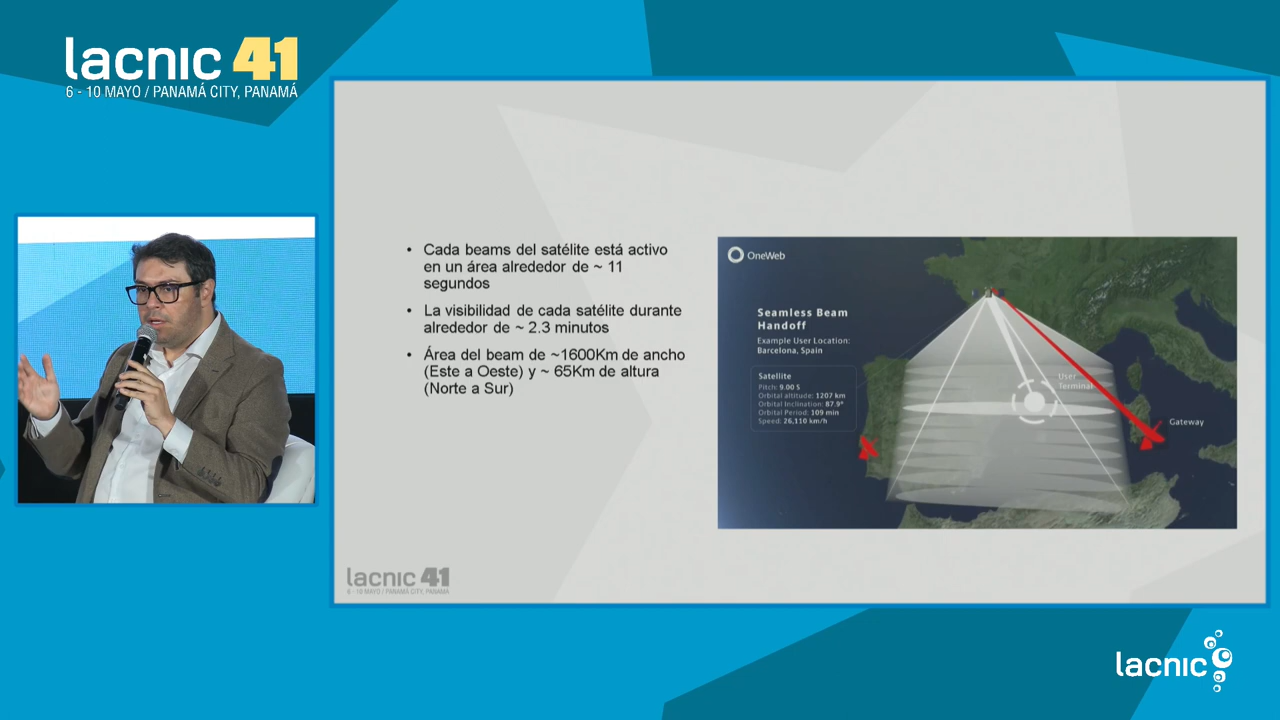 lacnic 41
6 - 10 MAYO / PANAMÁ CITY, PANAMÁ
• Cada beams del satélite está activo
en un área alrededor de ~ 11
segundos
• La visibilidad de cada satélite durante
alrededor de ~ 2.3 minutos
• Área del beam de ~1600Km de ancho
(Este a Oeste) y ~ 65Km de altura
(Norte a Sur)
OneWeb
Seamless Beam
Handoff
Example User Location:
Barcelona, Spain
Satellite
Pitch: 9.00 S
Orbital altitude: 1207 km
Orbital Inclination: 87.9°
Orbital Period: 109 min
Speed: 26,110 km/h
User
Terminal
Gateway
lacnic 41
6 - 10 MAYO / PANAMÁ CITY, PANAMÁ
lacnic